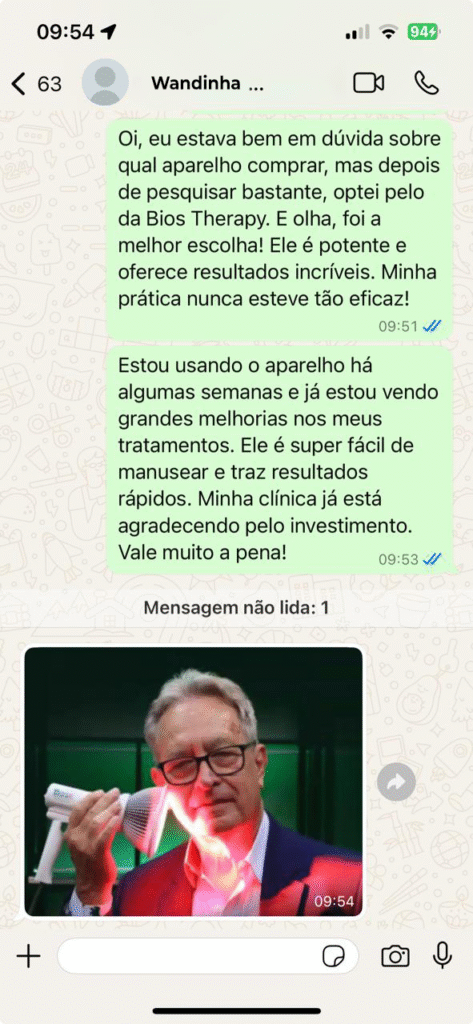 09:54
94
63
Wandinha ...
Oi, eu estava bem em dúvida sobre
qual aparelho comprar, mas depois
de pesquisar bastante, optei pelo
da Bios Therapy. E olha, foi a
melhor escolha! Ele é potente e
oferece resultados incríveis. Minha
prática nunca esteve tão eficaz!
09:51
Estou usando o aparelho há
algumas semanas e já estou vendo
grandes melhorias nos meus
tratamentos. Ele é super fácil de
manusear e traz resultados
rápidos. Minha clínica já está
agradecendo pelo investimento.
Vale muito a pena!
09:53
Mensagem não lida: 1
09:54